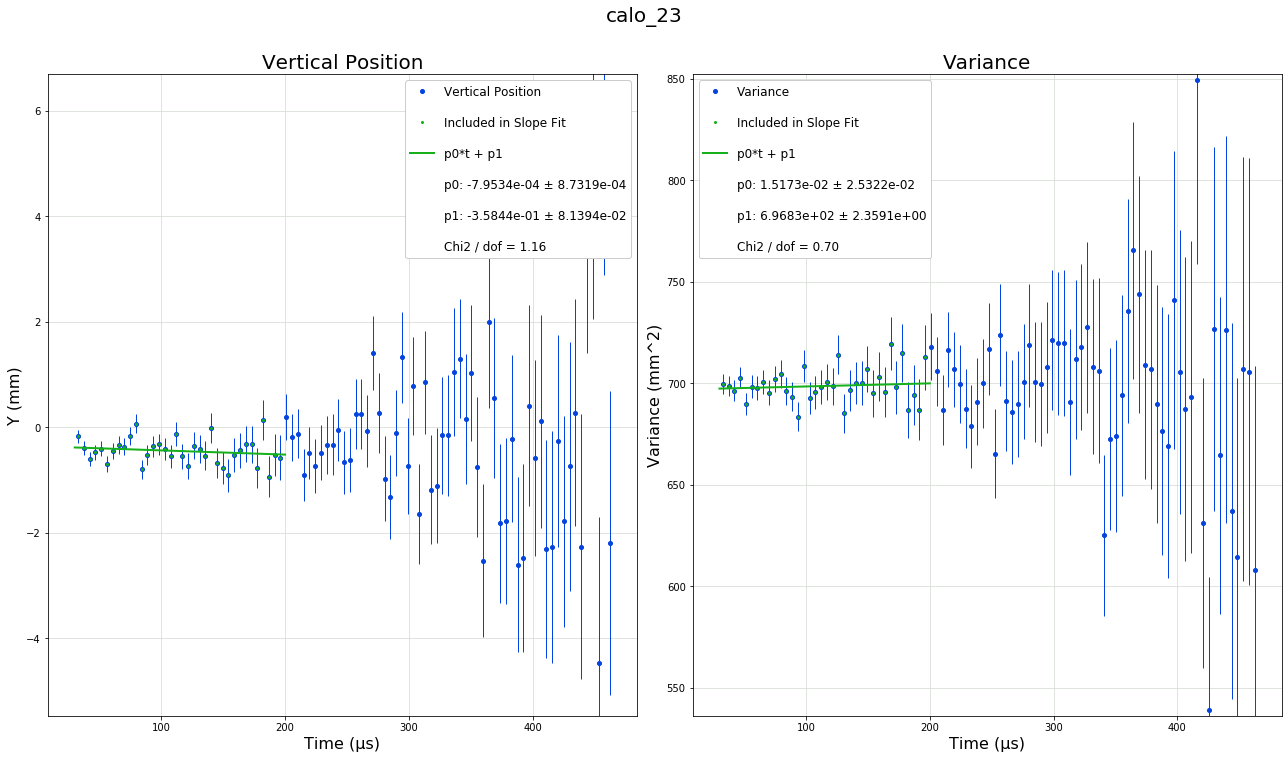 calo_23
Vertical Position
Vertical Position
Included in Slope Fit
p0*t + p1
p0: -7.9534e-04 ± 8.7319e-04
p1: -3.5844e-01 ± 8.1394e-02
Chi2 / dof = 1.16
6
4
2
0
−2
−4
Y (mm)
100
200
300
400
Time (μs)
Variance
Variance
Included in Slope Fit
p0*t + p1
p0: 1.5173e-02 ± 2.5322e-02
p1: 6.9683e+02 ± 2.3591e+00
Chi2 / dof = 0.70
850
800
750
700
650
600
550
Variance (mm^2)
100
200
300
400
Time (μs)